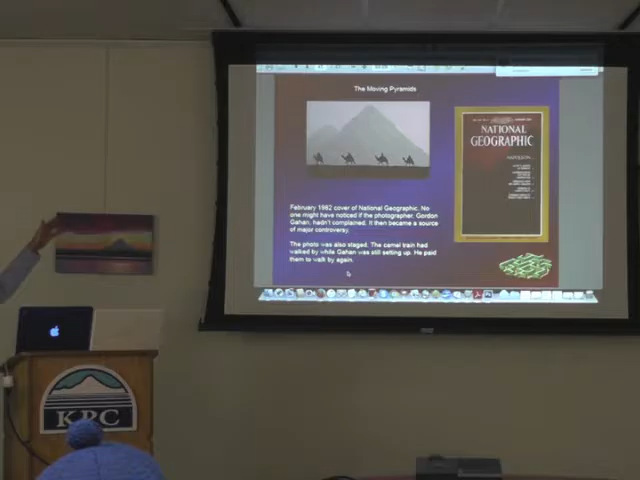 The Moving Pyramids
February 1982 cover of National Geographic. No
one might have noticed if the photographer, Gordon
Gahan, hadn't complained. It then became a source
of major controversy.
The photo was also staged. The camel train had
walked by while Gahan was still setting up. He paid
them to walk by again.
NATIONAL
GEOGRAPHIC
NAPOLEON
KRC